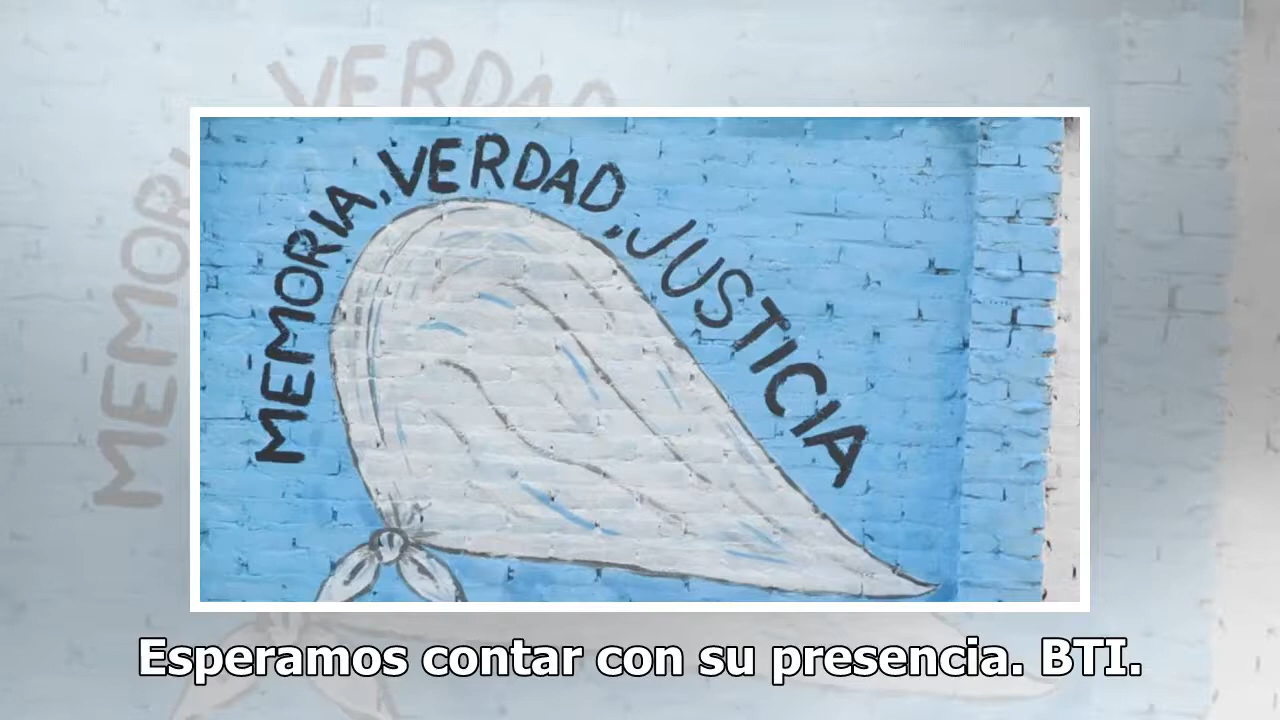 MEMORIA, VERDAD, JUSTICIA
Esperamos contar con su presencia. BTI.